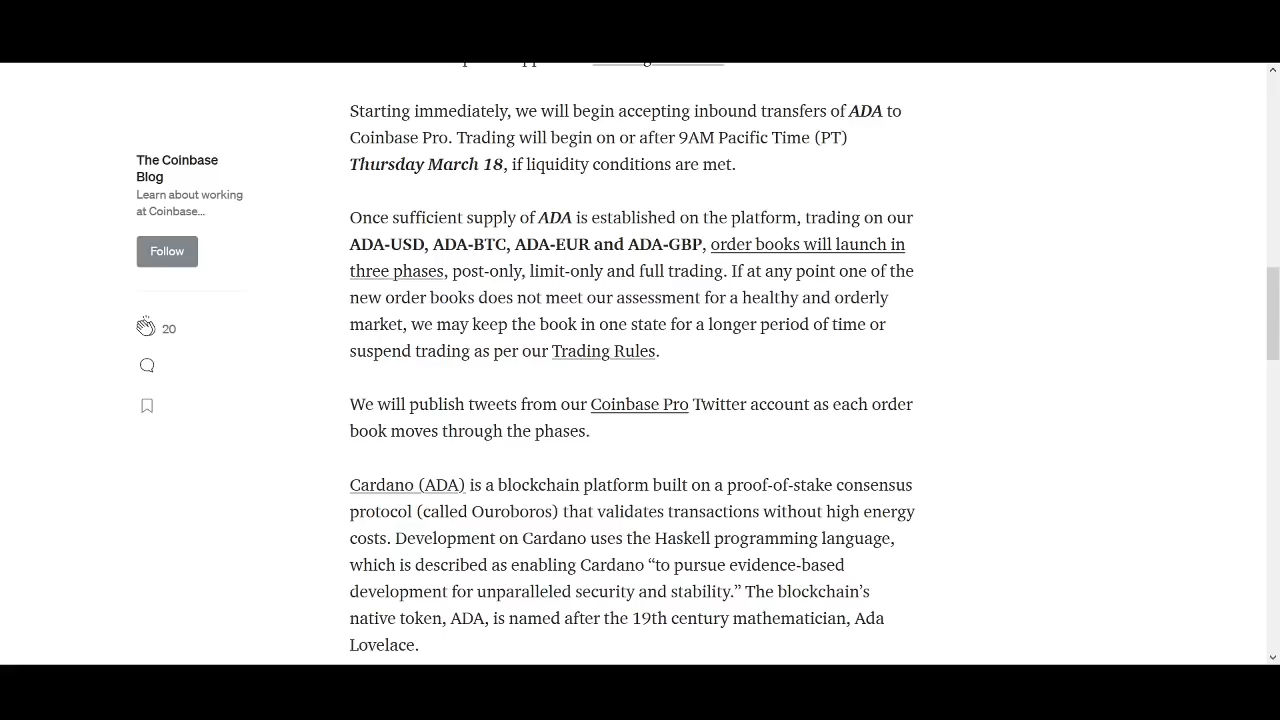 Starting immediately, we will begin accepting inbound transfers of ADA to
Coinbase Pro. Trading will begin on or after 9AM Pacific Time (PT)
Thursday March 18, if liquidity conditions are met.
The Coinbase
Blog
Learn about working
at Coinbase...
Follow
20
Once sufficient supply of ADA is established on the platform, trading on our
ADA-USD, ADA-BTC, ADA-EUR and ADA-GBP, order books will launch in
three phases, post-only, limit-only and full trading. If at any point one of the
new order books does not meet our assessment for a healthy and orderly
market, we may keep the book in one state for a longer period of time or
suspend trading as per our Trading Rules.
We will publish tweets from our Coinbase Pro Twitter account as each order
book moves through the phases.
Cardano (ADA) is a blockchain platform built on a proof-of-stake consensus
protocol (called Ouroboros) that validates transactions without high energy
costs. Development on Cardano uses the Haskell programming language,
which is described as enabling Cardano “to pursue evidence-based
development for unparalleled security and stability.” The blockchain’s
native token, ADA, is named after the 19th century mathematician, Ada
Lovelace.